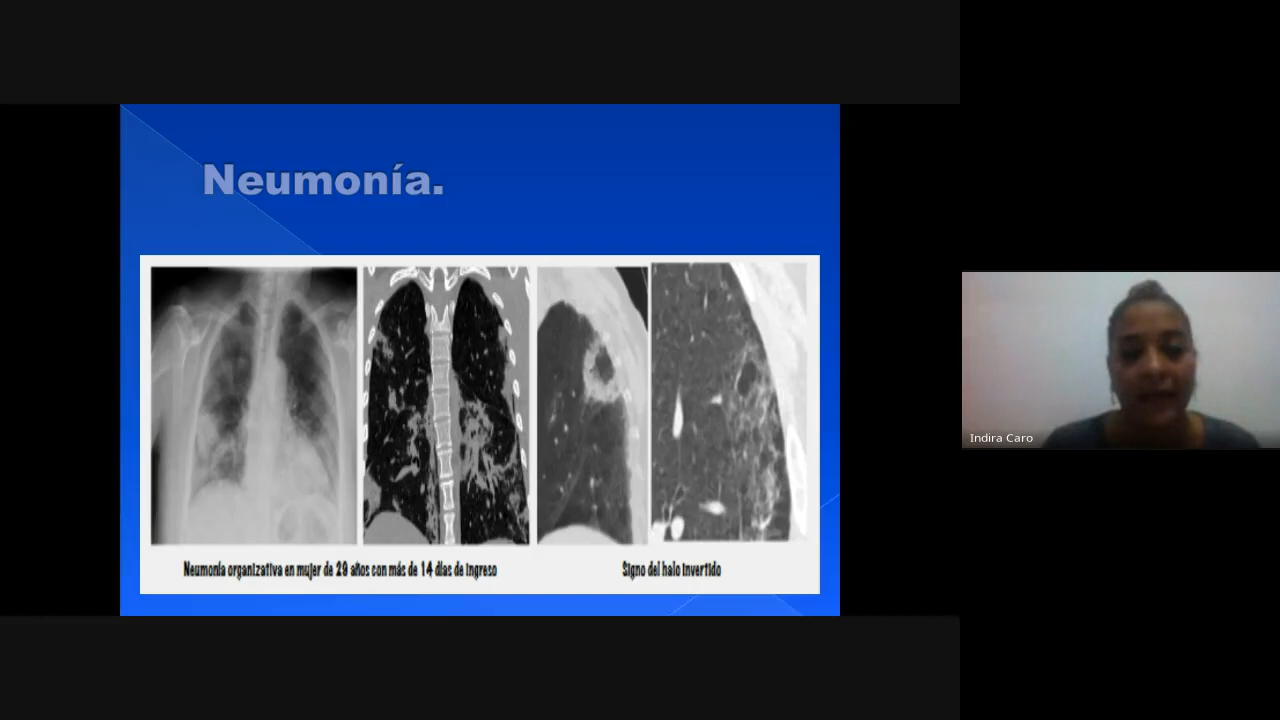 Neumonía.
Neumonía organizativa en mujer de 29 años con más de 14 días de ingreso
Signo del halo invertido
Indira Caro